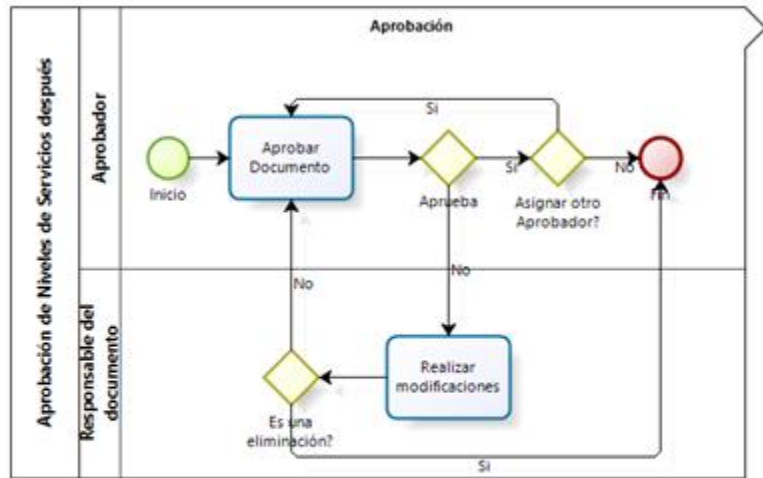 Aprobación de Niveles de Servicios después
Aprobación
Aprobador
Inicio
Aprobar
Documento
Si
Aprueba
Si
Asignar otro
Aprobador?
No
Fin
No
No
Responsable del
documento
Realizar
modificaciones
Es una
eliminación?
Si